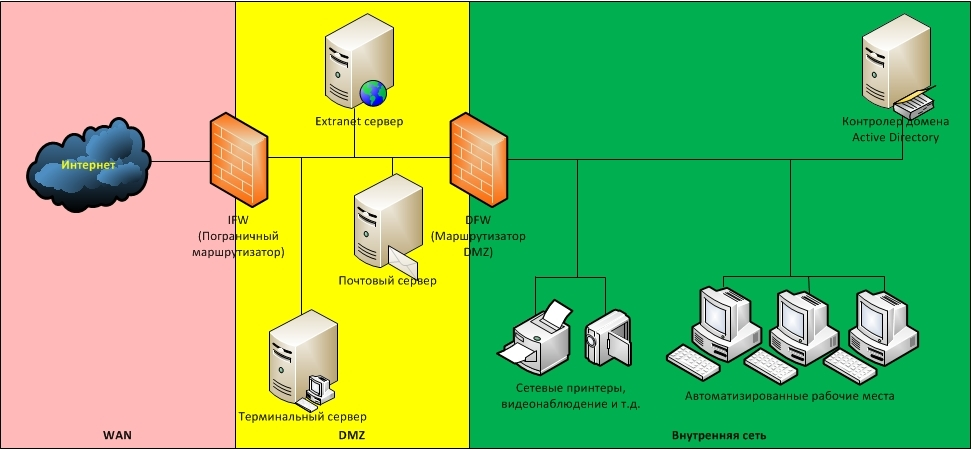 Extranet сервер
Контролер домена
Active Directory
Интернет
IFW
(Пограничный
маршрутизатор)
DFW
(Маршрутизатор
DMZ)
Почтовый сервер
Сетевые принтеры,
видеонаблюдение и т.д.
Автоматизированные рабочие места
Терминальный сервер
WAN
DMZ
Внутренняя сеть